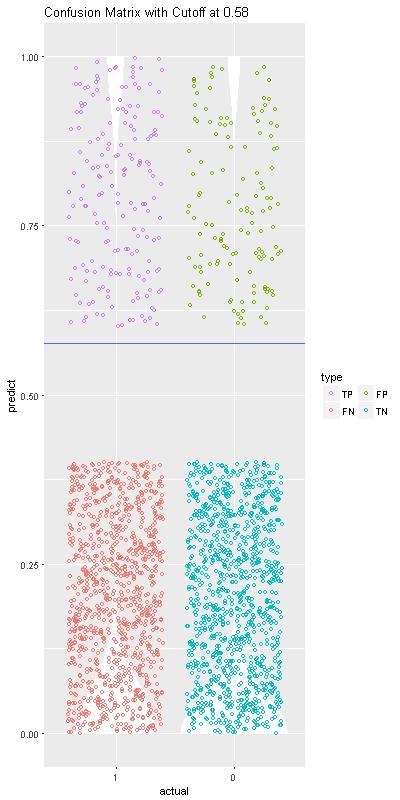 Confusion Matrix with Cutoff at 0.58
1.00
0.75
0.50
0.25
0.00
predict
1 0
actual
type
TP FP
FN TN